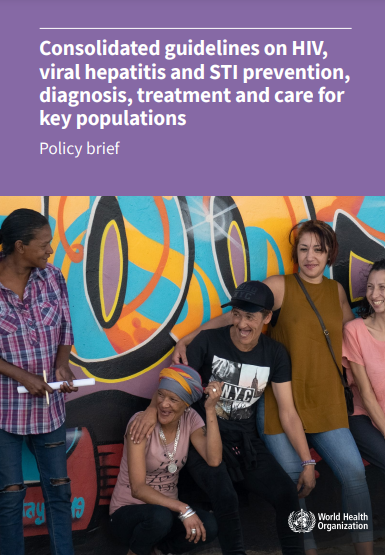 Consolidated guidelines on HIV,
viral hepatitis and STI prevention,
diagnosis, treatment and care for
key populations
Policy brief
N.Y.C
World Health
Organization